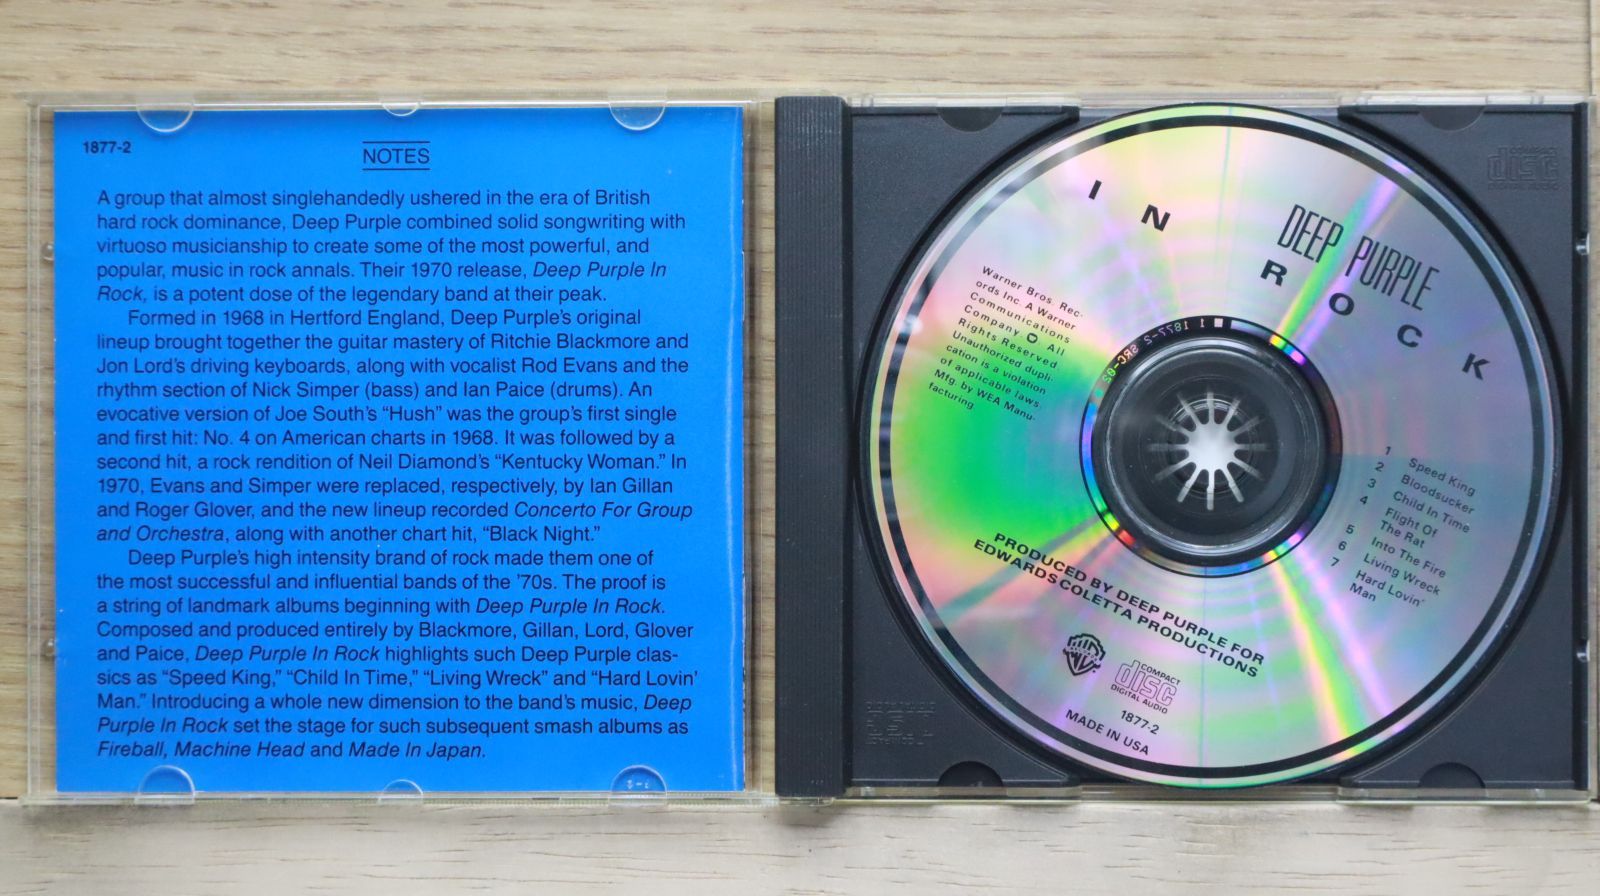 1877-2
NOTES
A group that almost singlehandedly ushered in the era of British
hard rock dominance, Deep Purple combined solid songwriting with
virtuoso musicianship to create some of the most powerful, and
popular, music in rock annals. Their 1970 release, Deep Purple In
Rock, is a potent dose of the legendary band at their peak.
Formed in 1968 in Hertford England, Deep Purple's original
lineup brought together the guitar mastery of Ritchie Blackmore and
Jon Lord's driving keyboards, along with vocalist Rod Evans and the
rhythm section of Nick Simper (bass) and Ian Paice (drums). An
evocative version of Joe South's “Hush” was the group's first single
and first hit: No. 4 on American charts in 1968. It was followed by a
second hit, a rock rendition of Neil Diamond's “Kentucky Woman.” In
1970, Evans and Simper were replaced, respectively, by Ian Gillan
and Roger Glover, and the new lineup recorded Concerto For Group
and Orchestra, along with another chart hit, “Black Night.”
Deep Purple's high intensity brand of rock made them one of
the most successful and influential bands of the '70s. The proof is
a string of landmark albums beginning with Deep Purple In Rock.
Composed and produced entirely by Blackmore, Gillan, Lord, Glover
and Paice, Deep Purple In Rock highlights such Deep Purple clas-
sics as “Speed King,” “Child In Time,” “Living Wreck” and “Hard Lovin'
Man.” Introducing a whole new dimension to the band's music, Deep
Purple In Rock set the stage for such subsequent smash albums as
Fireball, Machine Head and Made In Japan.
DEEP PURPLE
IN ROCK
Warner Bros. Rec-
ords Inc. A Warner
Communications
Company All
Rights Reserved
Unauthorized dupli-
cation is a violation
of applicable laws.
Mfg. by WEA Manu-
facturing.
1 1877-2 SRC-02
1 Speed King
2 Bloodsucker
3 Child In Time
4 Flight Of
The Rat
5 Into The Fire
6 Living Wreck
7 Hard Lovin'
Man
PRODUCED BY DEEP PURPLE FOR
EDWARDS COLETTA PRODUCTIONS
WB
COMPACT
disc
DIGITAL AUDIO
1877-2
MADE IN USA
COMPACT
disc
DIGITAL AUDIO